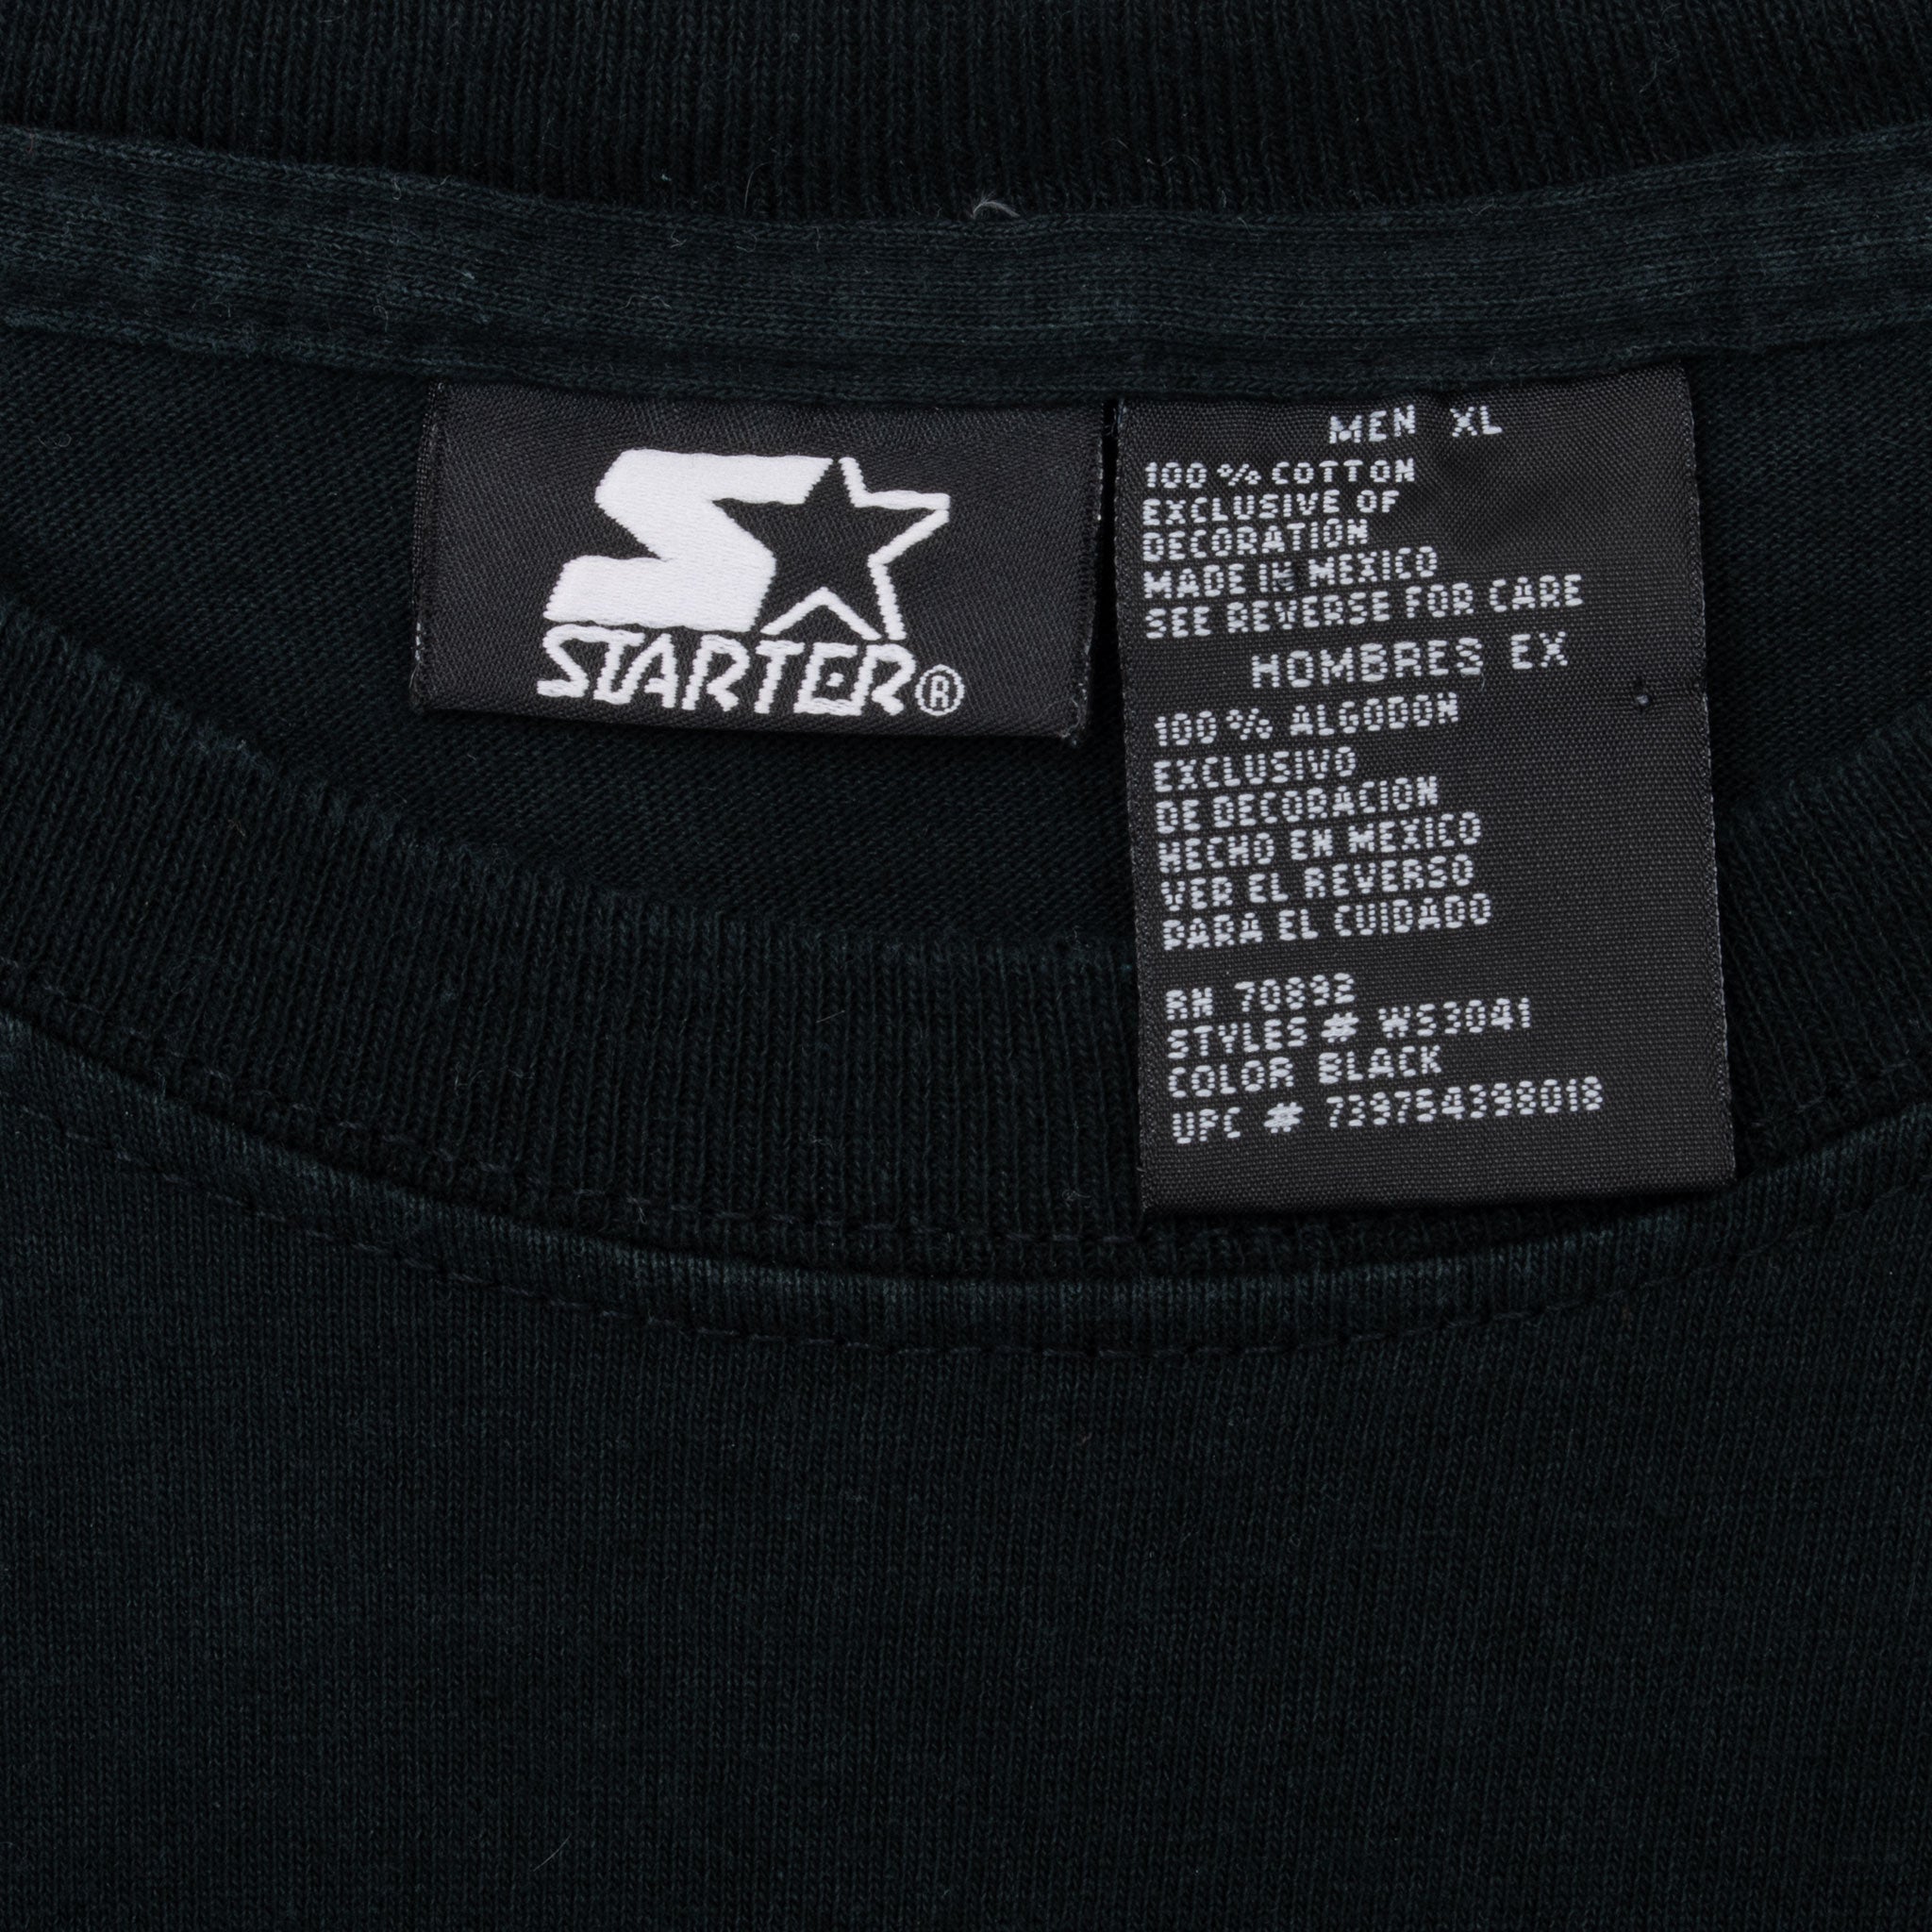 STARTER®
MEN XL
100% COTTON
EXCLUSIVE OF
DECORATION
MADE IN MEXICO
SEE REVERSE FOR CARE
HOMBRES EX
100% ALGODON
EXCLUSIVO
DE DECORACION
HECHO EN MEXICO
VER EL REVERSO
PARA EL CUIDADO
RN 70892
STYLES # WS3041
COLOR BLACK
UPC # 739754398018